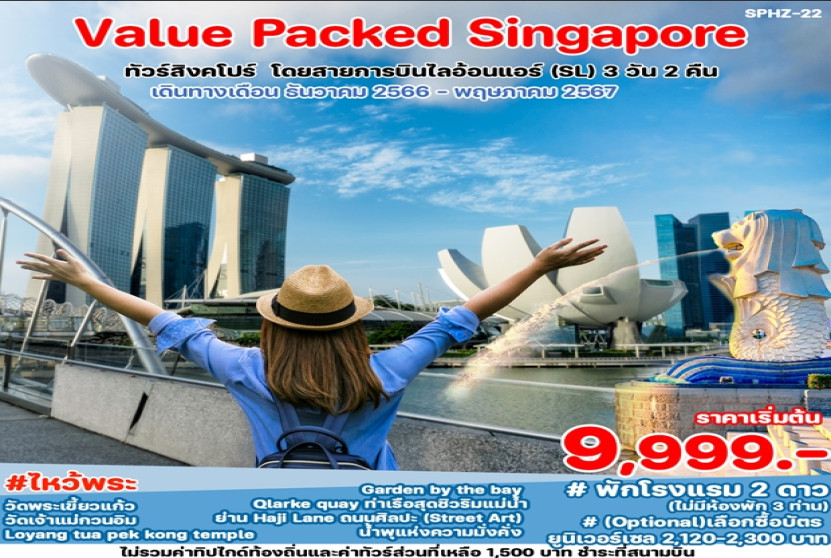 SPHZ-22
Value Packed Singapore
ทัวร์สิงคโปร์ โดยสายการบินไลอ้อนแอร์ (SL) 3 วัน 2 คืน
เดินทางเดือน ธันวาคม 2566 - พฤษภาคม 2567
ราคาเริ่มต้น
9,999.-
#ไหว้พระ
วัดพระเขี้ยวแก้ว
วัดเจ้าแม่กวนอิม
Loyang tua pek kong temple
Garden by the bay
Qlarke quay ท่าเรือสุดชิวริมแม่น้ำ
ย่าน Haji Lane ถนนศิลปะ (Street Art)
น้ำพุแห่งความมั่งคั่ง
# พักโรงแรม 2 ดาว
(ไม่มีห้องพัก 3 ท่าน)
# (Optional)เลือกซื้อบัตร
ยูนิเวอร์เซล 2,120-2,300 บาท
ไม่รวมค่าทิปไกด์ท้องถิ่นและค่าทัวร์ส่วนที่เหลือ 1,500 บาท ชำระที่สนามบิน